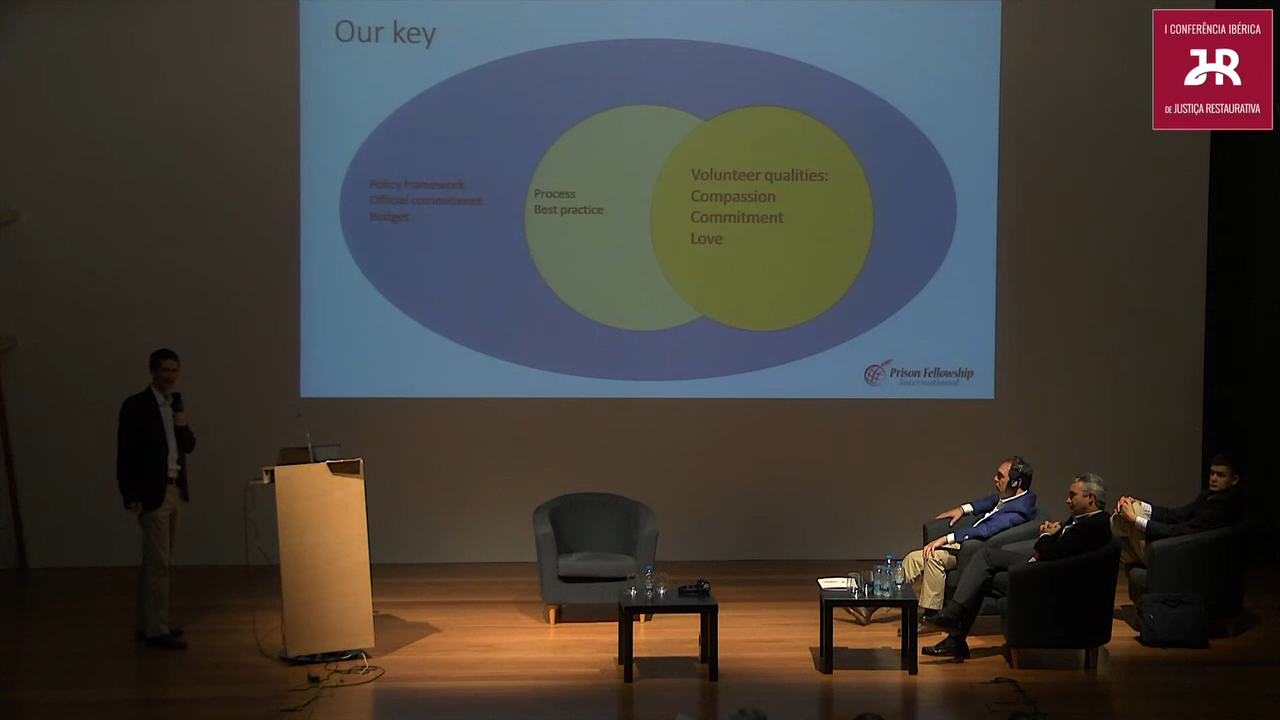 Our key
Policy framework
Official commitment
Budget
Process
Best practice
Volunteer qualities:
Compassion
Commitment
Love
Prison Fellowship
International
I CONFERÊNCIA IBÉRICA
JR
DE JUSTIÇA RESTAURATIVA